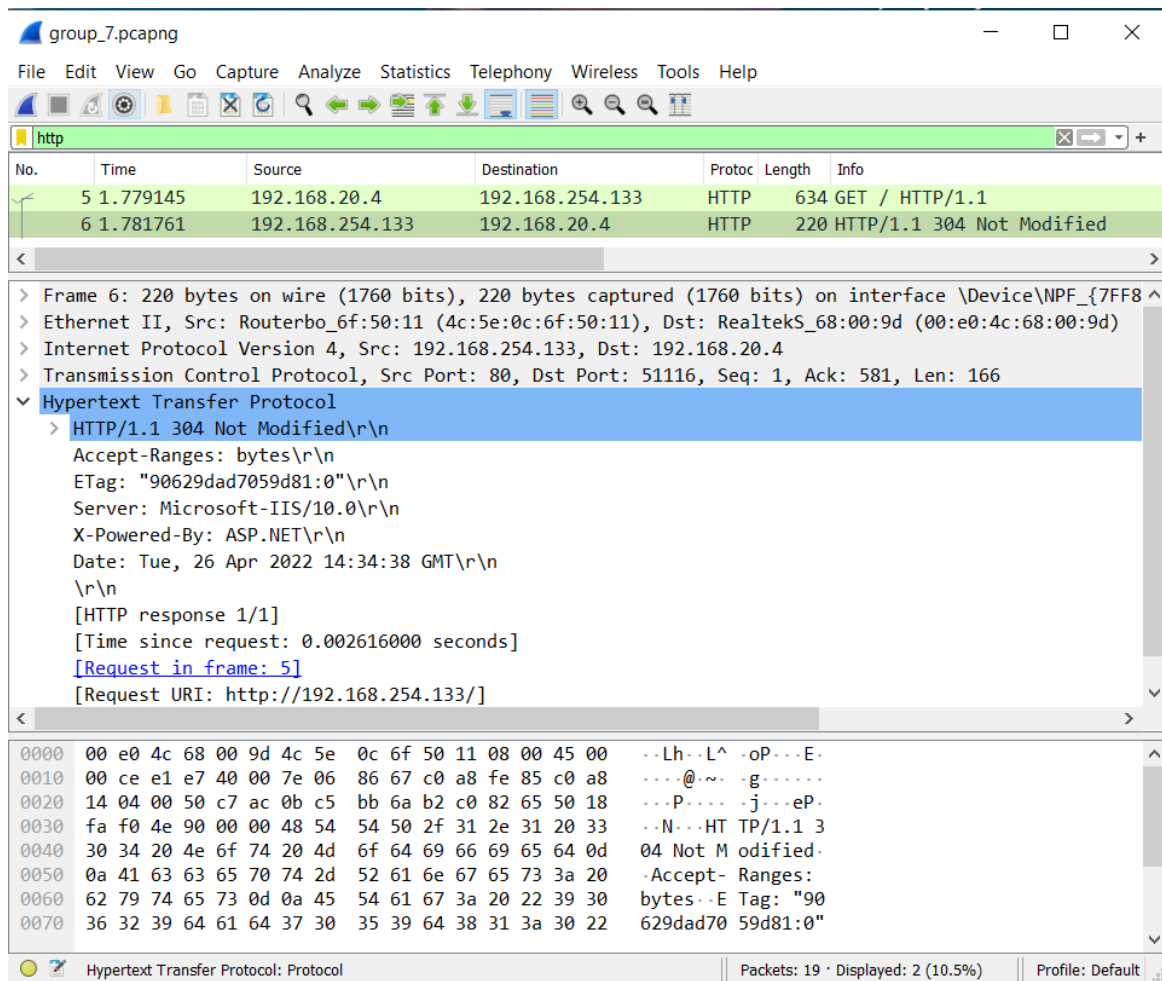 group_7.pcapng
File Edit View Go Capture Analyze Statistics Telephony Wireless Tools Help
http
No. Time Source Destination Protoc Length Info
5 1.779145 192.168.20.4 192.168.254.133 HTTP 634 GET / HTTP/1.1
6 1.781761 192.168.254.133 192.168.20.4 HTTP 220 HTTP/1.1 304 Not Modified
> Frame 6: 220 bytes on wire (1760 bits), 220 bytes captured (1760 bits) on interface \Device\NPF_{7FF8
> Ethernet II, Src: Routerbo_6f:50:11 (4c:5e:0c:6f:50:11), Dst: RealtekS_68:00:9d (00:e0:4c:68:00:9d)
> Internet Protocol Version 4, Src: 192.168.254.133, Dst: 192.168.20.4
> Transmission Control Protocol, Src Port: 80, Dst Port: 51116, Seq: 1, Ack: 581, Len: 166
Hypertext Transfer Protocol
> HTTP/1.1 304 Not Modified\r\n
Accept-Ranges: bytes\r\n
ETag: "90629dad7059d81:0"\r\n
Server: Microsoft-IIS/10.0\r\n
X-Powered-By: ASP.NET\r\n
Date: Tue, 26 Apr 2022 14:34:38 GMT\r\n
\r\n
[HTTP response 1/1]
[Time since request: 0.002616000 seconds]
[Request in frame: 5]
[Request URI: http://192.168.254.133/]
0000 00 e0 4c 68 00 9d 4c 5e 0c 6f 50 11 08 00 45 00 ··Lh··L^ ·oP···E·
0010 00 ce e1 e7 40 00 7e 06 86 67 c0 a8 fe 85 c0 a8 ····@·~· ·g······
0020 14 04 00 50 c7 ac 0b c5 bb 6a b2 c0 82 65 50 18 ···P···· ·j···eP·
0030 fa f0 4e 90 00 00 48 54 54 50 2f 31 2e 31 20 33 ··N···HT TP/1.1 3
0040 30 34 20 4e 6f 74 20 4d 6f 64 69 66 69 65 64 0d 04 Not M odified·
0050 0a 41 63 63 65 70 74 2d 52 61 6e 67 65 73 3a 20 ·Accept- Ranges:
0060 62 79 74 65 73 0d 0a 45 54 61 67 3a 20 22 39 30 bytes··E Tag: "90
0070 36 32 39 64 61 64 37 30 35 39 64 38 31 3a 30 22 629dad70 59d81:0"
Hypertext Transfer Protocol: Protocol Packets: 19 · Displayed: 2 (10.5%) Profile: Default